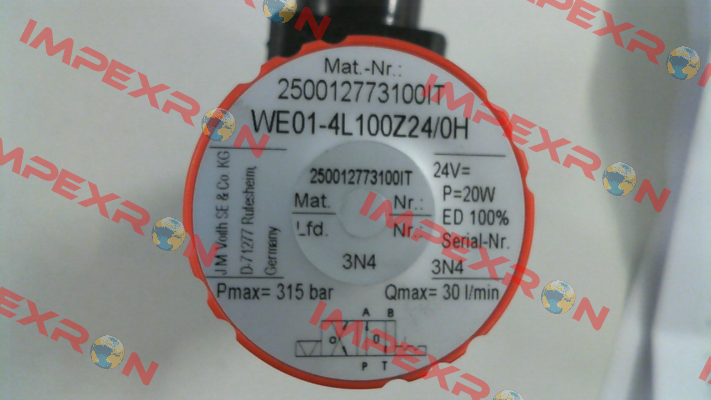 Mat.-Nr.:
250012773100IT
WE01-4L100Z24/0H
J.M. Voith SE & Co. KG
D-71277 Rutesheim,
Germany
250012773100IT
Mat. Nr.:
Lfd. Nr.:
3N4
24V=
P=20W
ED 100%
Serial-Nr.
3N4
Pmax= 315 bar
Qmax= 30 l/min
A B
0
P T
IMPEXRON
IMPEXRON
IMPEXRON
IMPEXRON
IMPEXRON
IMPEXRON